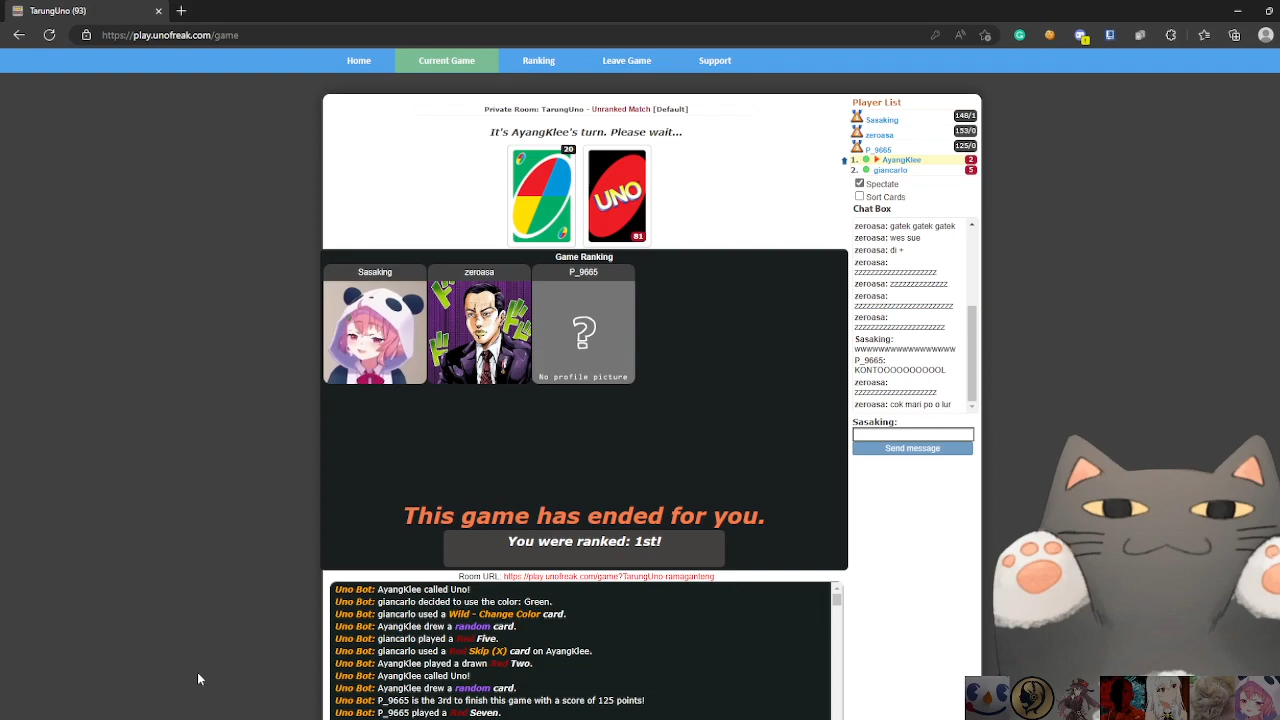 TarungUno (93)
https://play.unofreak.com/game
Home
Current Game
Ranking
Leave Game
Support
Private Room: TarungUno - Unranked Match [Default]
It's AyangKlee's turn. Please wait...
20
UNO
81
Game Ranking
Sasaking
zeroasa
P_9665
No profile picture
This game has ended for you.
You were ranked: 1st!
Room URL: https://play.unofreak.com/game?TarungUno-ramaganteng
Uno Bot: AyangKlee called Uno!
Uno Bot: giancarlo decided to use the color: Green.
Uno Bot: giancarlo used a Wild - Change Color card.
Uno Bot: AyangKlee drew a random card.
Uno Bot: giancarlo played a Red Five.
Uno Bot: giancarlo used a Red Skip (X) card on AyangKlee.
Uno Bot: AyangKlee played a drawn Red Two.
Uno Bot: AyangKlee called Uno!
Uno Bot: AyangKlee drew a random card.
Uno Bot: P_9665 is the 3rd to finish this game with a score of 125 points!
Uno Bot: P_9665 played a Red Seven.
Player List
Sasaking 148/1
zeroasa 153/0
P_9665 125/0
1. AyangKlee 2
2. giancarlo 5
Spectate
Sort Cards
Chat Box
zeroasa: gatek gatek gatek
zeroasa: wes sue
zeroasa: di +
zeroasa:
zzzzzzzzzzzzzzzzzzzz
zeroasa: zzzzzzzzzzzzzz
zeroasa:
zzzzzzzzzzzzzzzzzzzzzzzz
zeroasa:
zzzzzzzzzzzzzzzzzzzzzz
Sasaking:
wwwwwwwwwwwwwwwww
P_9665:
KONTOOOOOOOOOOL
zeroasa:
zzzzzzzzzzzzzzzzzzzz
zeroasa: cok mari po o lur
Sasaking:
Send message